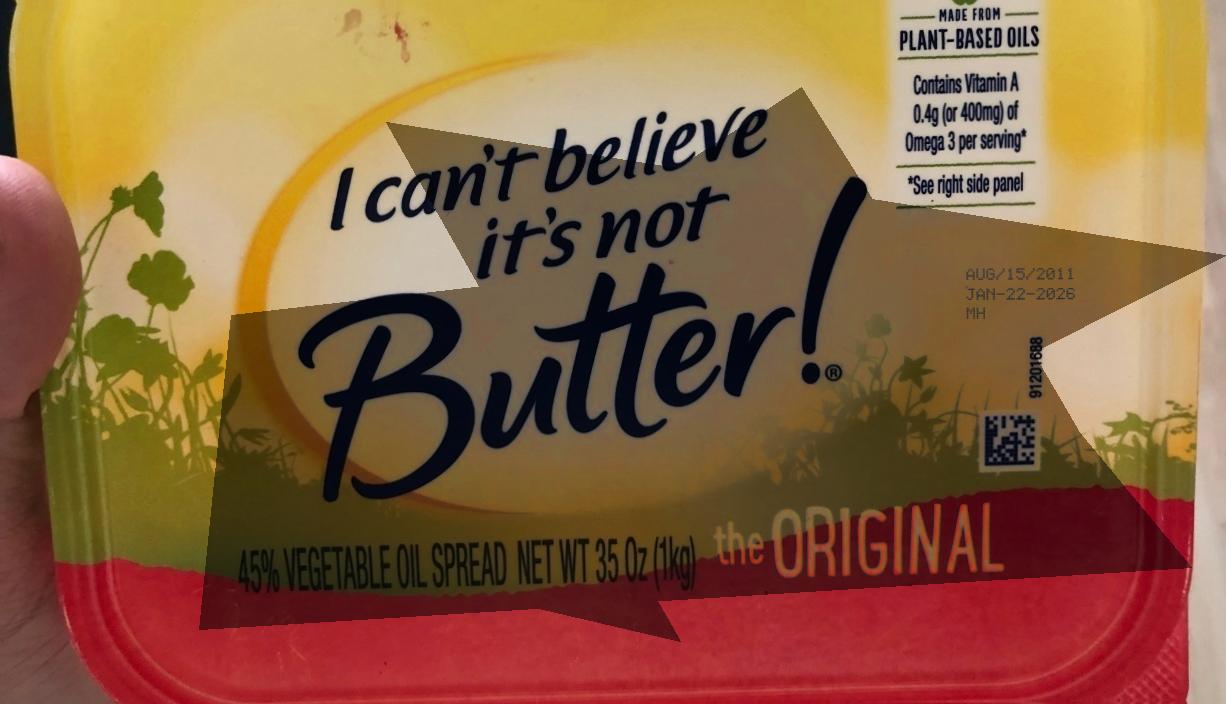 MADE FROM
PLANT-BASED OILS
Contains Vitamin A
0.4g (or 400mg) of
Omega 3 per serving*
*See right side panel
I can't believe
it's not
Butter!®
AUG/15/2011
JAN-22-2026
MH
91201688
45% VEGETABLE OIL SPREAD NET WT 35 Oz (1kg)
the ORIGINAL